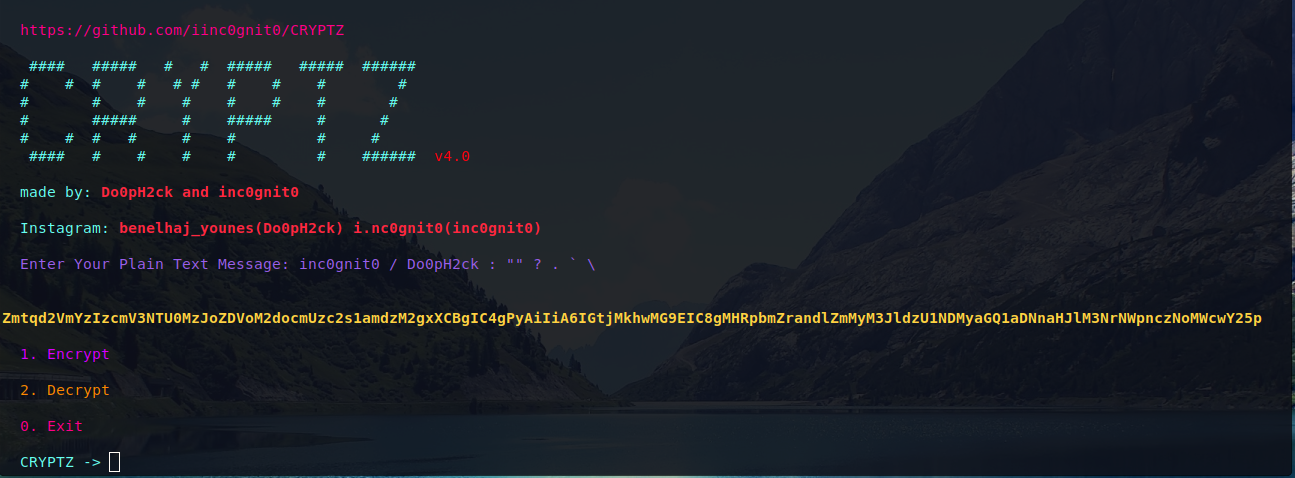 https://github.com/iinc0gnit0/CRYPTZ
 ####   #####   #   #  #####   #####  ######
#    #  #    #   # #   #    #    #        #
#       #    #    #    #    #    #       #
#       #####     #    #####     #      #
#    #  #   #     #    #         #     #
 ####   #    #    #    #         #    ######  v4.0
made by: Do0pH2ck and inc0gnit0
Instagram: benelhaj_younes(Do0pH2ck) i.nc0gnit0(inc0gnit0)
Enter Your Plain Text Message: inc0gnit0 / Do0pH2ck : "" ? . ` \
Zmtqd2VmYzIzcmV3NTU0MzJoZDVoM2docmUzc2s1amdzM2gxXCBgIC4gPyAiIiA6IGtjMkhwMG9EIC8gMHRpbmZrandlZmMyM3JldzU1NDMyaGQ1aDNnaHJlM3NrNWpnczNoMWcwY25p
1. Encrypt
2. Decrypt
0. Exit
CRYPTZ ->